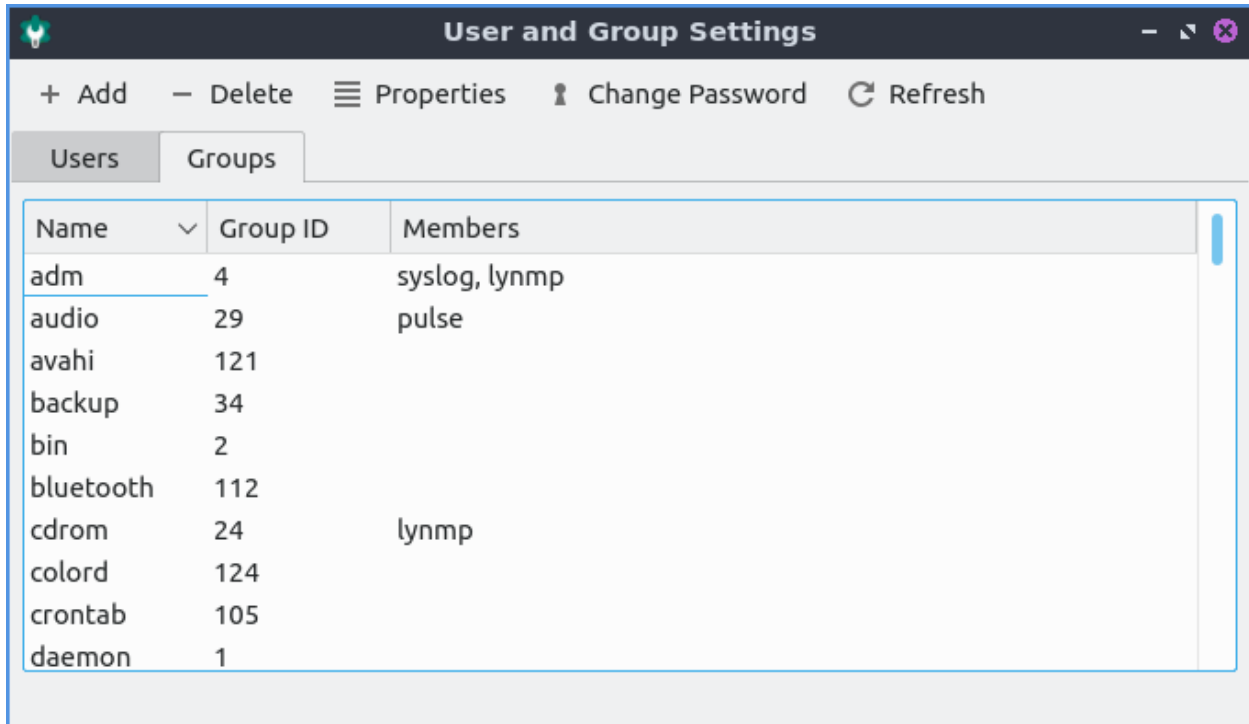 User and Group Settings
+ Add − Delete Properties Change Password Refresh
Users Groups
Name Group ID Members
adm 4 syslog, lynmp
audio 29 pulse
avahi 121
backup 34
bin 2
bluetooth 112
cdrom 24 lynmp
colord 124
crontab 105
daemon 1